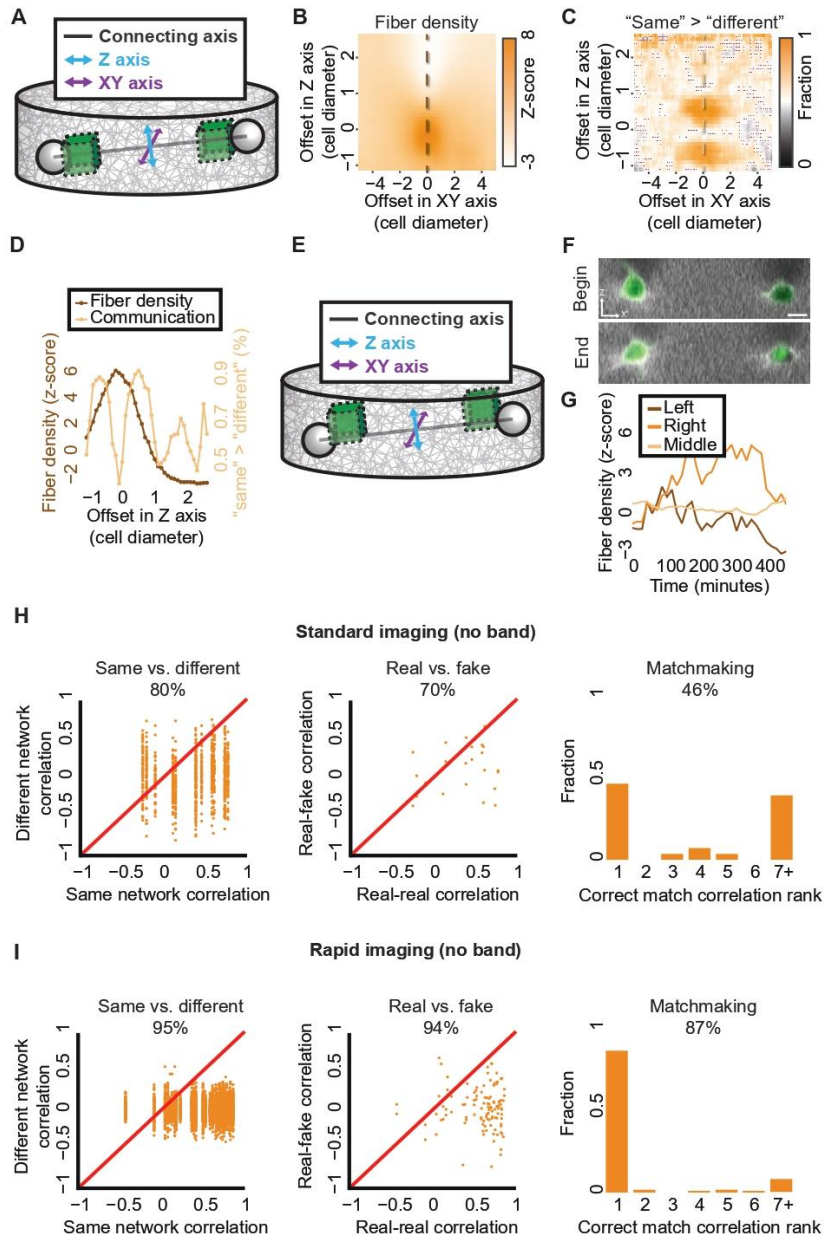 A
Connecting axis
Z axis
XY axis
B
Fiber density
Offset in Z axis
(cell diameter)
2
1
0
−1
−4 −2 0 2 4
Offset in XY axis
(cell diameter)
8
Z-score
−3
C
“Same” > “different”
Offset in Z axis
(cell diameter)
2
1
0
−1
−4 −2 0 2 4
Offset in XY axis
(cell diameter)
1
Fraction
0
D
Fiber density
Communication
Fiber density (z-score)
6
4
2
0
−2
0.9
0.7
0.5
"same" > "different" (%)
−1 0 1 2
Offset in Z axis
(cell diameter)
E
Connecting axis
Z axis
XY axis
F
Begin
z
x
End
G
Left
Right
Middle
Fiber density (z-score)
6
3
0
−3
0 100 200 300 400
Time (minutes)
H
Standard imaging (no band)
Same vs. different
80%
Different network
correlation
1
0.5
0
−0.5
−1
−1 −0.5 0 0.5 1
Same network correlation
Real vs. fake
70%
Real-fake correlation
1
0.5
0
−0.5
−1
−1 −0.5 0 0.5 1
Real-real correlation
Matchmaking
46%
Fraction
1
0.5
0
1 2 3 4 5 6 7+
Correct match correlation rank
I
Rapid imaging (no band)
Same vs. different
95%
Different network
correlation
1
0.5
0
−0.5
−1
−1 −0.5 0 0.5 1
Same network correlation
Real vs. fake
94%
Real-fake correlation
1
0.5
0
−0.5
−1
−1 −0.5 0 0.5 1
Real-real correlation
Matchmaking
87%
Fraction
1
0.5
0
1 2 3 4 5 6 7+
Correct match correlation rank